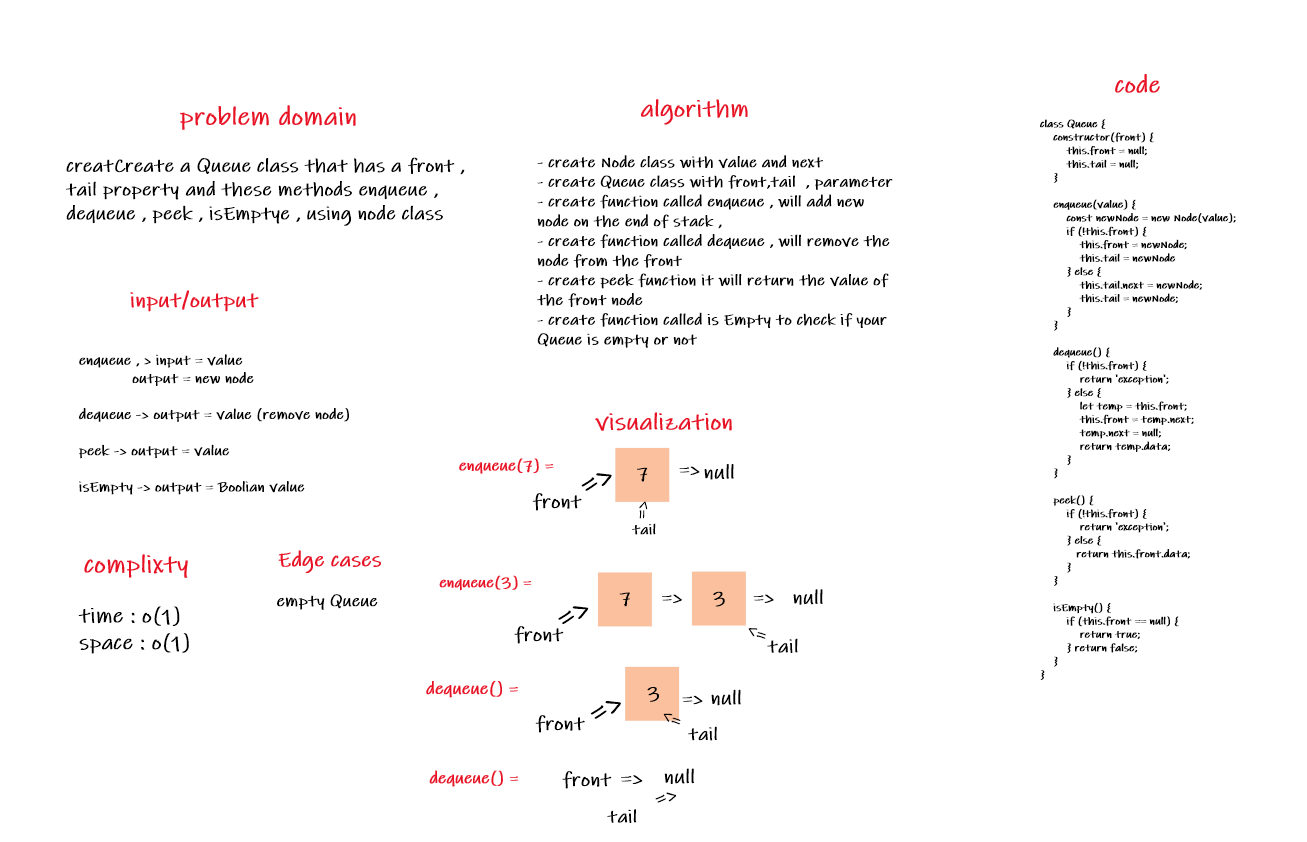 problem domain
creatCreate a Queue class that has a front ,
tail property and these methods enqueue ,
dequeue , peek , isEmptye , using node class
input/output
enqueue , > input = value
output = new node
dequeue -> output = value (remove node)
peek -> output = value
isEmpty -> output = Boolian value
complixty
time : o(1)
space : o(1)
Edge cases
empty Queue
algorithm
- create Node class with value and next
- create Queue class with front,tail , parameter
- create function called enqueue , will add new
node on the end of stack ,
- create function called dequeue , will remove the
node from the front
- create peek function it will return the value of
the front node
- create function called is Empty to check if your
Queue is empty or not
visualization
enqueue(7) =
7 => null
front =>
=>
tail
enqueue(3) =
7 => 3 => null
front =>
=>
tail
dequeue() =
3 => null
front =>
=>
tail
dequeue() =
front => null
=>
tail
code
class Queue {
constructor(front) {
this.front = null;
this.tail = null;
}
enqueue(value) {
const newNode = new Node(value);
if (!this.front) {
this.front = newNode;
this.tail = newNode
} else {
this.tail.next = newNode;
this.tail = newNode;
}
}
dequeue() {
if (!this.front) {
return 'exception';
} else {
let temp = this.front;
this.front = temp.next;
temp.next = null;
return temp.data;
}
}
peek() {
if (!this.front) {
return 'exception';
} else {
return this.front.data;
}
}
isEmpty() {
if (this.front == null) {
return true;
} return false;
}
}